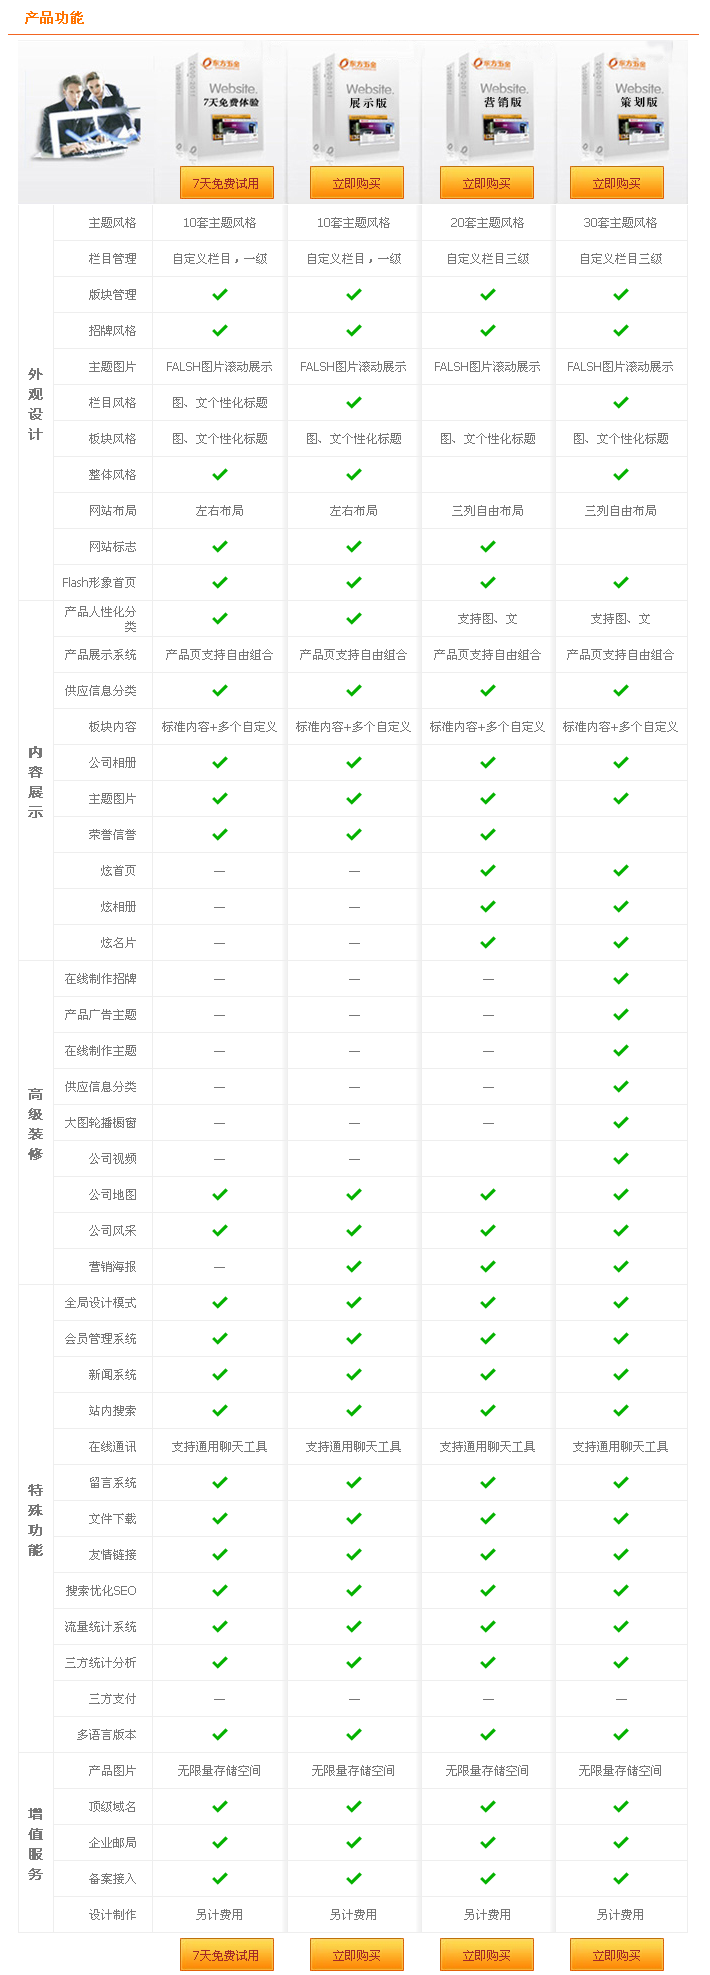 产品功能
东方五金 东方五金 东方五金 东方五金
Website. Website. Website. Website.
7天免费体验 展示版 营销版 策划版
7天免费试用 立即购买 立即购买 立即购买
外观设计
主题风格 10套主题风格 10套主题风格 20套主题风格 30套主题风格
栏目管理 自定义栏目，一级 自定义栏目，一级 自定义栏目三级 自定义栏目三级
版块管理
招牌风格
主题图片 FALSH图片滚动展示 FALSH图片滚动展示 FALSH图片滚动展示 FALSH图片滚动展示
栏目风格 图、文个性化标题
板块风格 图、文个性化标题 图、文个性化标题 图、文个性化标题 图、文个性化标题
整体风格
网站布局 左右布局 左右布局 三列自由布局 三列自由布局
网站标志
Flash形象首页
内容展示
产品人性化分 支持图、文 支持图、文
类
产品展示系统 产品页支持自由组合 产品页支持自由组合 产品页支持自由组合 产品页支持自由组合
供应信息分类
板块内容 标准内容+多个自定义 标准内容+多个自定义 标准内容+多个自定义 标准内容+多个自定义
公司相册
主题图片
荣誉信誉
炫首页 — —
炫相册 — —
炫名片 — —
高级装修
在线制作招牌 — — —
产品广告主题 — — —
在线制作主题 — — —
供应信息分类 — — —
大图轮播橱窗 — — —
公司视频 — —
公司地图
公司风采
营销海报 —
特殊功能
全局设计模式
会员管理系统
新闻系统
站内搜索
在线通讯 支持通用聊天工具 支持通用聊天工具 支持通用聊天工具 支持通用聊天工具
留言系统
文件下载
友情链接
搜索优化SEO
流量统计系统
三方统计分析
三方支付 — — — —
多语言版本
增值服务
产品图片 无限量存储空间 无限量存储空间 无限量存储空间 无限量存储空间
顶级域名
企业邮局
备案接入
设计制作 另计费用 另计费用 另计费用 另计费用
7天免费试用 立即购买 立即购买 立即购买